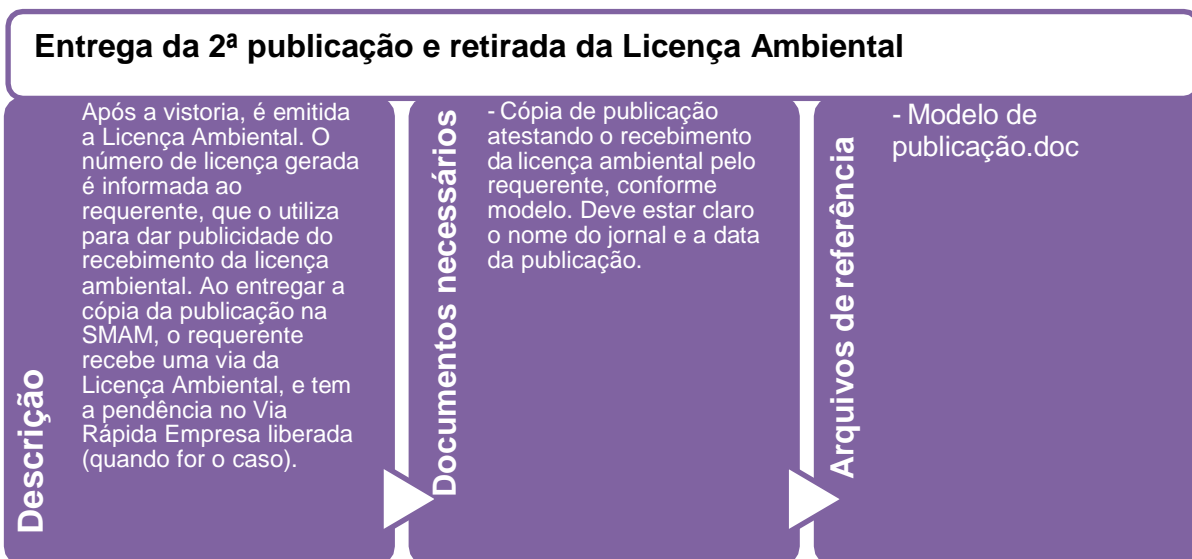 Entrega da 2ª publicação e retirada da Licença Ambiental
Descrição
Após a vistoria, é emitida
a Licença Ambiental. O
número de licença gerada
é informada ao
requerente, que o utiliza
para dar publicidade do
recebimento da licença
ambiental. Ao entregar a
cópia da publicação na
SMAM, o requerente
recebe uma via da
Licença Ambiental, e tem
a pendência no Via
Rápida Empresa liberada
(quando for o caso).
Documentos necessários
- Cópia de publicação
atestando o recebimento
da licença ambiental pelo
requerente, conforme
modelo. Deve estar claro
o nome do jornal e a data
da publicação.
Arquivos de referência
- Modelo de
publicação.doc